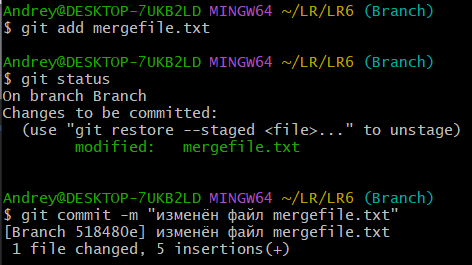 Andrey@DESKTOP-7UKB2LD MINGW64 ~/LR/LR6 (Branch)
$ git add mergefile.txt
Andrey@DESKTOP-7UKB2LD MINGW64 ~/LR/LR6 (Branch)
$ git status
On branch Branch
Changes to be committed:
  (use "git restore --staged <file>..." to unstage)
        modified:   mergefile.txt
Andrey@DESKTOP-7UKB2LD MINGW64 ~/LR/LR6 (Branch)
$ git commit -m "изменён файл mergefile.txt"
[Branch 518480e] изменён файл mergefile.txt
 1 file changed, 5 insertions(+)